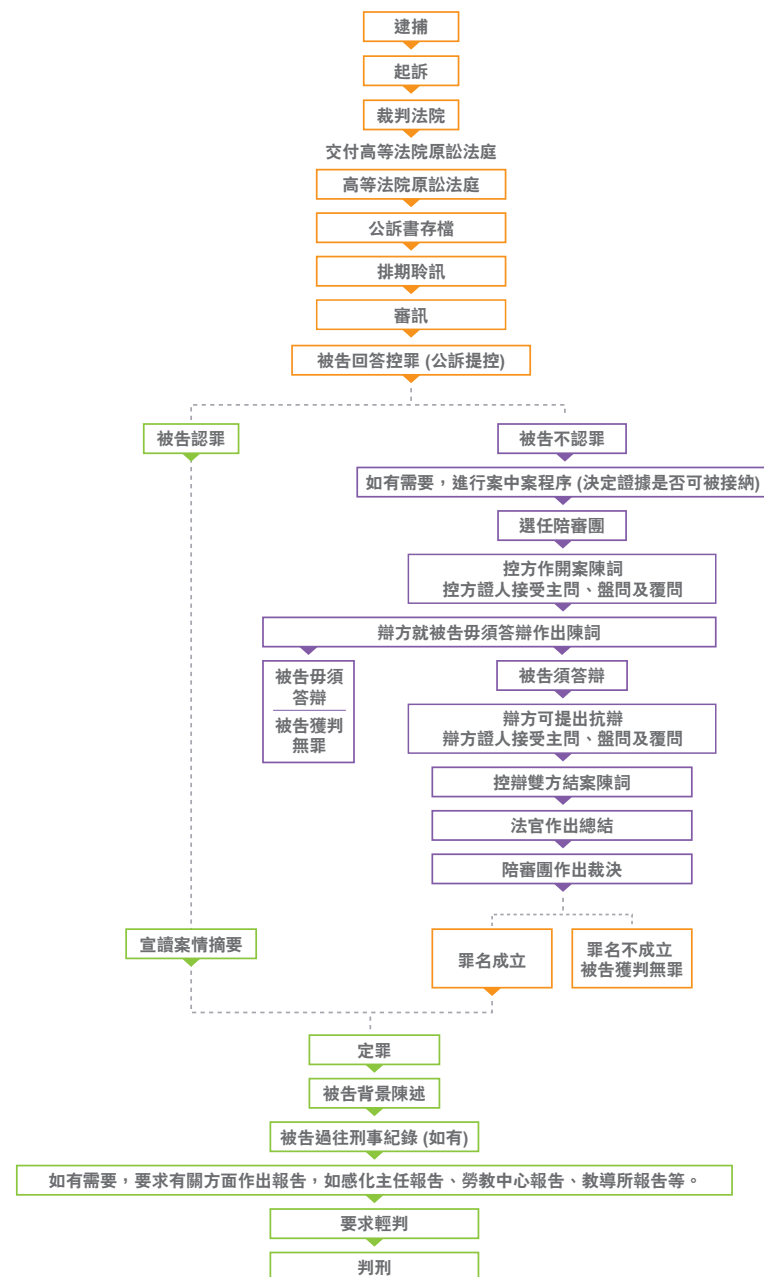 逮捕
起訴
裁判法院
交付高等法院原訟法庭
高等法院原訟法庭
公訴書存檔
排期聆訊
審訊
被告回答控罪 (公訴提控)
被告認罪
被告不認罪
如有需要，進行案中案程序 (決定證據是否可被接納)
選任陪審團
控方作開案陳詞
控方證人接受主問、盤問及覆問
辯方就被告毋須答辯作出陳詞
被告毋須
答辯
被告獲判
無罪
被告須答辯
辯方可提出抗辯
辯方證人接受主問、盤問及覆問
控辯雙方結案陳詞
法官作出總結
陪審團作出裁決
宣讀案情摘要
罪名成立
罪名不成立
被告獲判無罪
定罪
被告背景陳述
被告過往刑事紀錄 (如有)
如有需要，要求有關方面作出報告，如感化主任報告、勞教中心報告、教導所報告等。
要求輕判
判刑